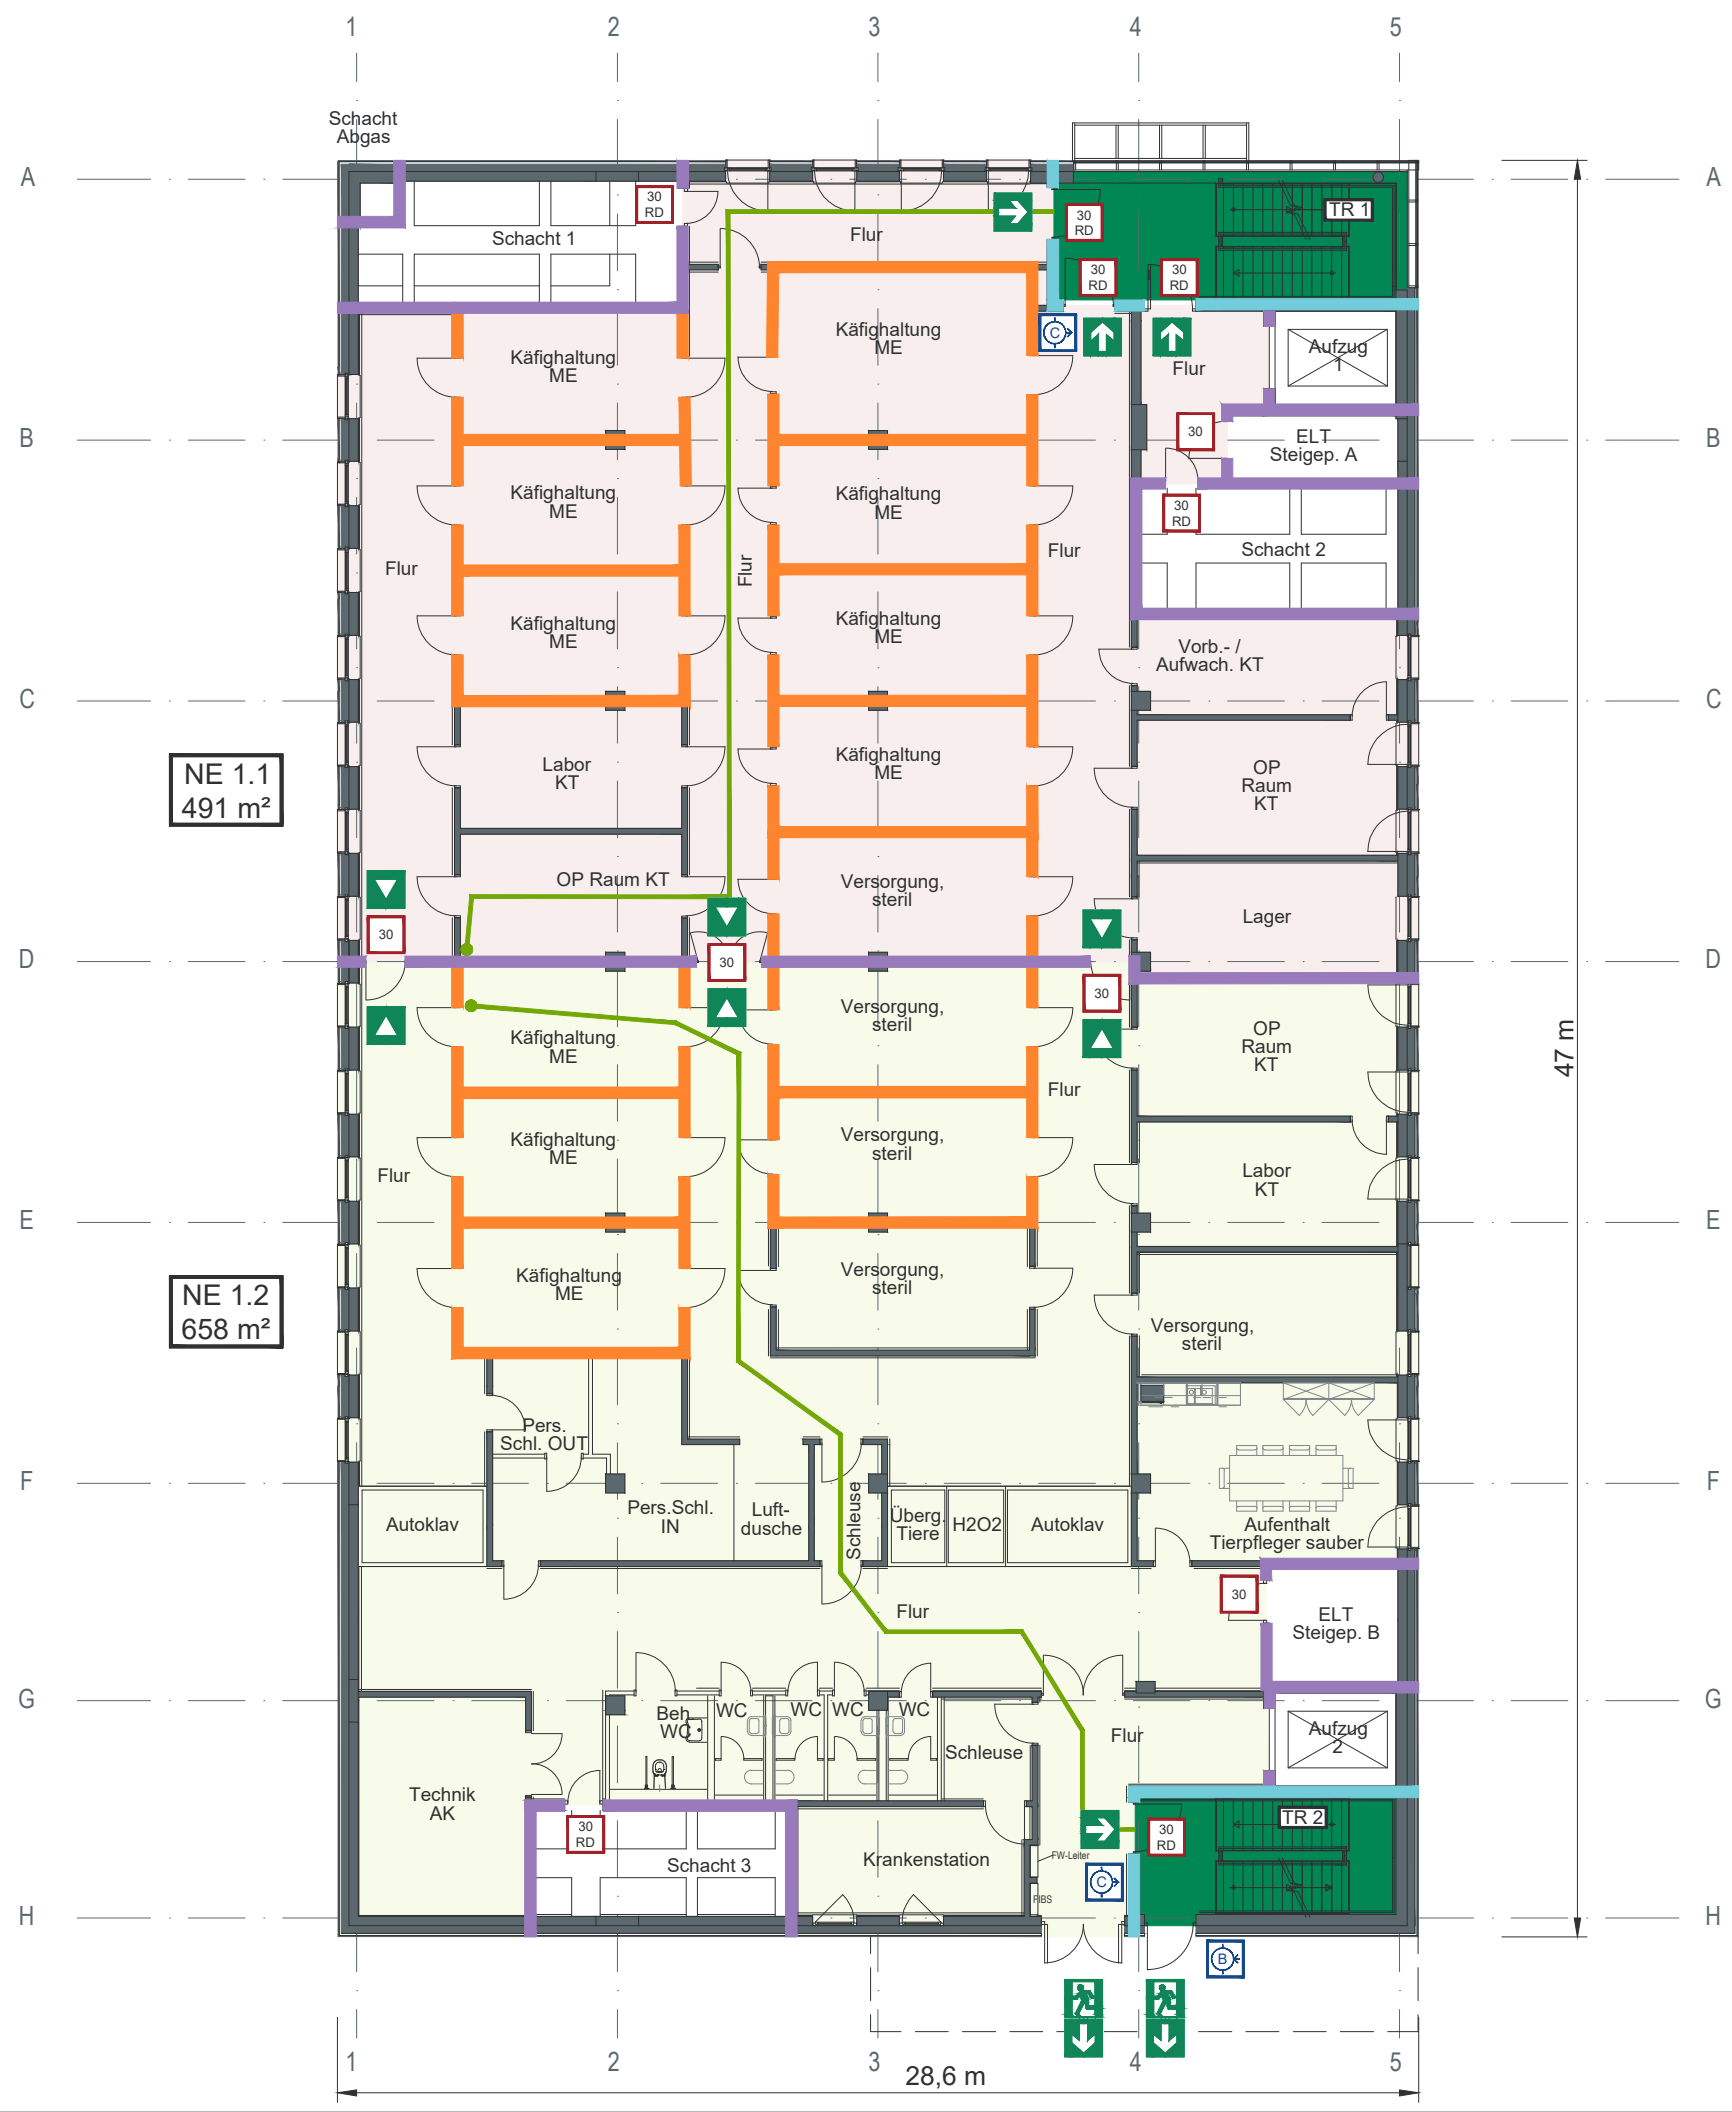 1 2 3 4 5
Schacht
Abgas
A
A
30
RD
TR 1
30
RD
Flur
Schacht 1
30
RD
30
RD
C
Käfighaltung
ME
Käfighaltung
ME
Aufzug
1
Flur
B
B
30
ELT
Steigep. A
Käfighaltung
ME
Käfighaltung
ME
30
RD
Flur
Flur
Flur
Schacht 2
Käfighaltung
ME
Käfighaltung
ME
Vorb.- /
Aufwach. KT
C
C
NE 1.1
491 m²
Labor
KT
Käfighaltung
ME
OP
Raum
KT
OP Raum KT
Versorgung,
steril
Lager
30
D
D
30
30
Käfighaltung
ME
Versorgung,
steril
OP
Raum
KT
47 m
Flur
Käfighaltung
ME
Versorgung,
steril
Flur
Labor
KT
E
E
NE 1.2
658 m²
Käfighaltung
ME
Versorgung,
steril
Versorgung,
steril
Pers.
Schl. OUT
F
F
Autoklav
Pers.Schl.
IN
Luft-
dusche
Schleuse
Überg.
Tiere
H2O2
Autoklav
Aufenthalt
Tierpfleger sauber
30
Flur
ELT
Steigep. B
G
G
Beh.
WC
WC
WC
WC
WC
Schleuse
Flur
Aufzug
2
Technik
AK
30
RD
Schacht 3
Krankenstation
FW-Leiter
FIBS
C
30
RD
TR 2
H
H
B
1 2 3 4 5
28,6 m